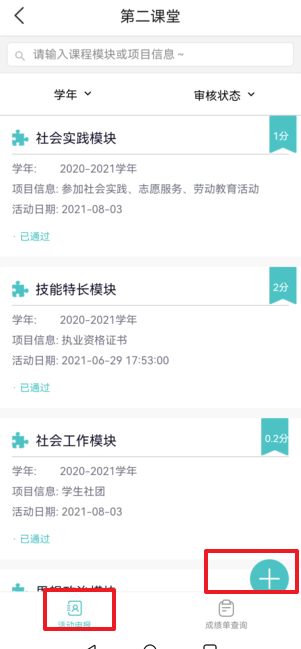 第二课堂
请输入课程模块或项目信息~
学年 审核状态
社会实践模块 1分
学年: 2020-2021学年
项目信息: 参加社会实践、志愿服务、劳动教育活动
活动日期: 2021-08-03
· 已通过
技能特长模块 2分
学年: 2020-2021学年
项目信息: 执业资格证书
活动日期: 2021-06-29 17:53:00
· 已通过
社会工作模块 0.2分
学年: 2020-2021学年
项目信息: 学生社团
活动日期: 2021-08-03
· 已通过
活动申报 成绩单查询